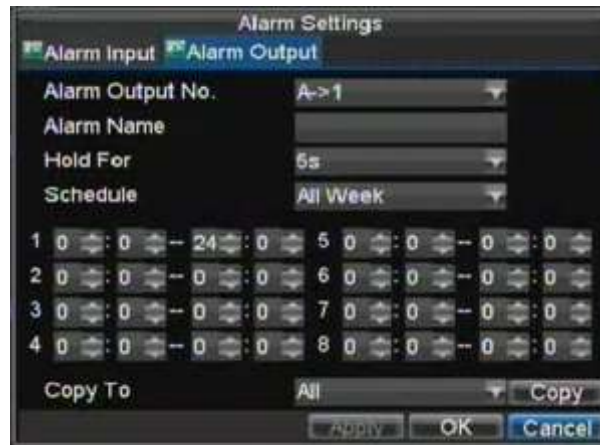 Alarm Settings
Alarm Input Alarm Output
Alarm Output No. A->1
Alarm Name
Hold For 5s
Schedule All Week
1 0 : 0 -- 24 : 0 5 0 : 0 -- 0 : 0
2 0 : 0 -- 0 : 0 6 0 : 0 -- 0 : 0
3 0 : 0 -- 0 : 0 7 0 : 0 -- 0 : 0
4 0 : 0 -- 0 : 0 8 0 : 0 -- 0 : 0
Copy To All Copy
Apply OK Cancel